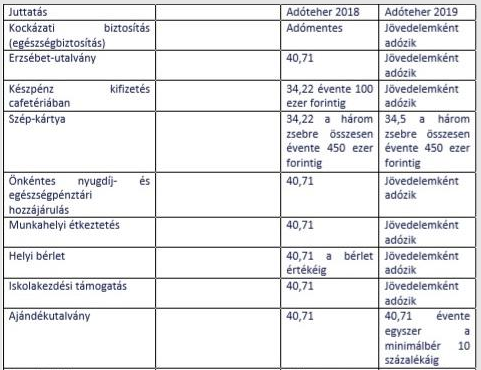 Juttatás Adóteher 2018 Adóteher 2019
Kockázati biztosítás Adómentes Jövedelemként
(egészségbiztosítás) adózik
Erzsébet-utalvány 40,71 Jövedelemként
adózik
Készpénz kifizetés 34,22 évente 100 Jövedelemként
cafetériában ezer forintig adózik
Szép-kártya 34,22 a három 34,5 a három
zsebre összesen zsebre összesen
évente 450 ezer évente 450 ezer
forintig forintig
Önkéntes nyugdíj- és 40,71 Jövedelemként
egészségpénztári adózik
hozzájárulás
Munkahelyi étkeztetés 40,71 Jövedelemként
adózik
Helyi bérlet 40,71 a bérlet Jövedelemként
értékéig adózik
Iskolakezdési támogatás 40,71 Jövedelemként
adózik
Ajándékutalvány 40,71 40,71 évente
egyszer a
minimálbér 10
százalékáig